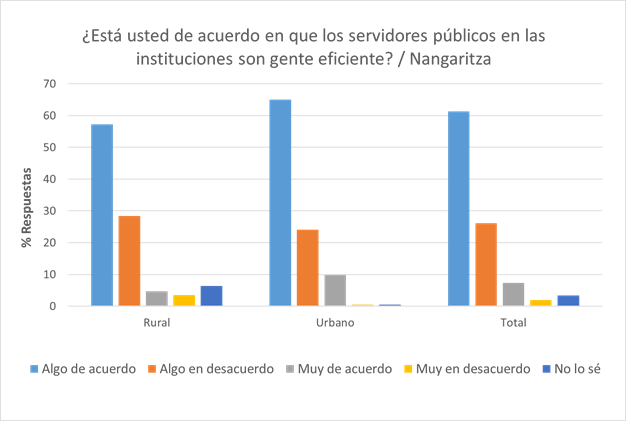 ¿Está usted de acuerdo en que los servidores públicos en las
instituciones son gente eficiente? / Nangaritza
% Respuestas
70
60
50
40
30
20
10
0
Rural Urbano Total
Algo de acuerdo Algo en desacuerdo Muy de acuerdo Muy en desacuerdo No lo sé